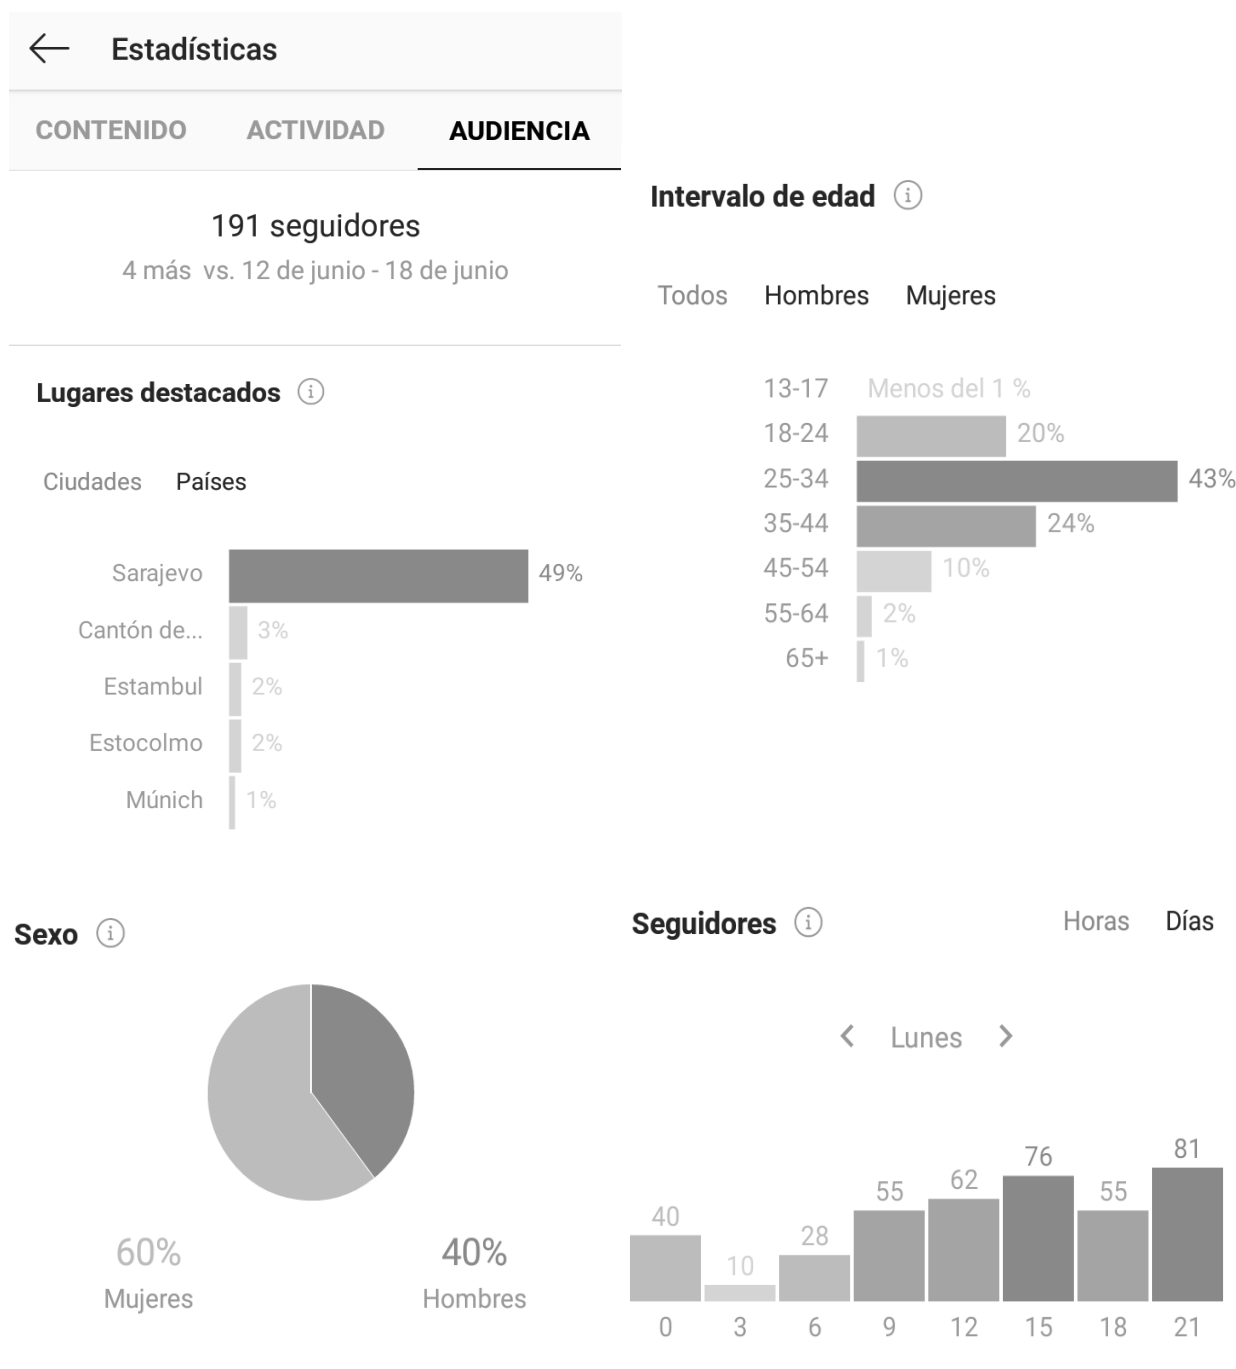 Estadísticas
CONTENIDO ACTIVIDAD AUDIENCIA
191 seguidores
4 más vs. 12 de junio - 18 de junio
Lugares destacados
Ciudades Países
Sarajevo 49%
Cantón de... 3%
Estambul 2%
Estocolmo 2%
Múnich 1%
Intervalo de edad
Todos Hombres Mujeres
13-17 Menos del 1 %
18-24 20%
25-34 43%
35-44 24%
45-54 10%
55-64 2%
65+ 1%
Sexo
60% 40%
Mujeres Hombres
Seguidores Horas Días
Lunes
40 10 28 55 62 76 55 81
0 3 6 9 12 15 18 21